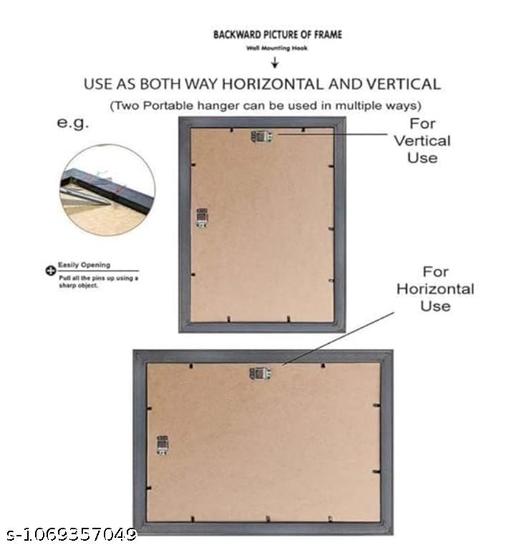 BACKWARD PICTURE OF FRAME
Wall Mounting Hook
USE AS BOTH WAY HORIZONTAL AND VERTICAL
(Two Portable hanger can be used in multiple ways)
e.g.
For
Vertical
Use
Easily Opening
Pull all the pins up using a
sharp object.
For
Horizontal
Use
s-1069357049